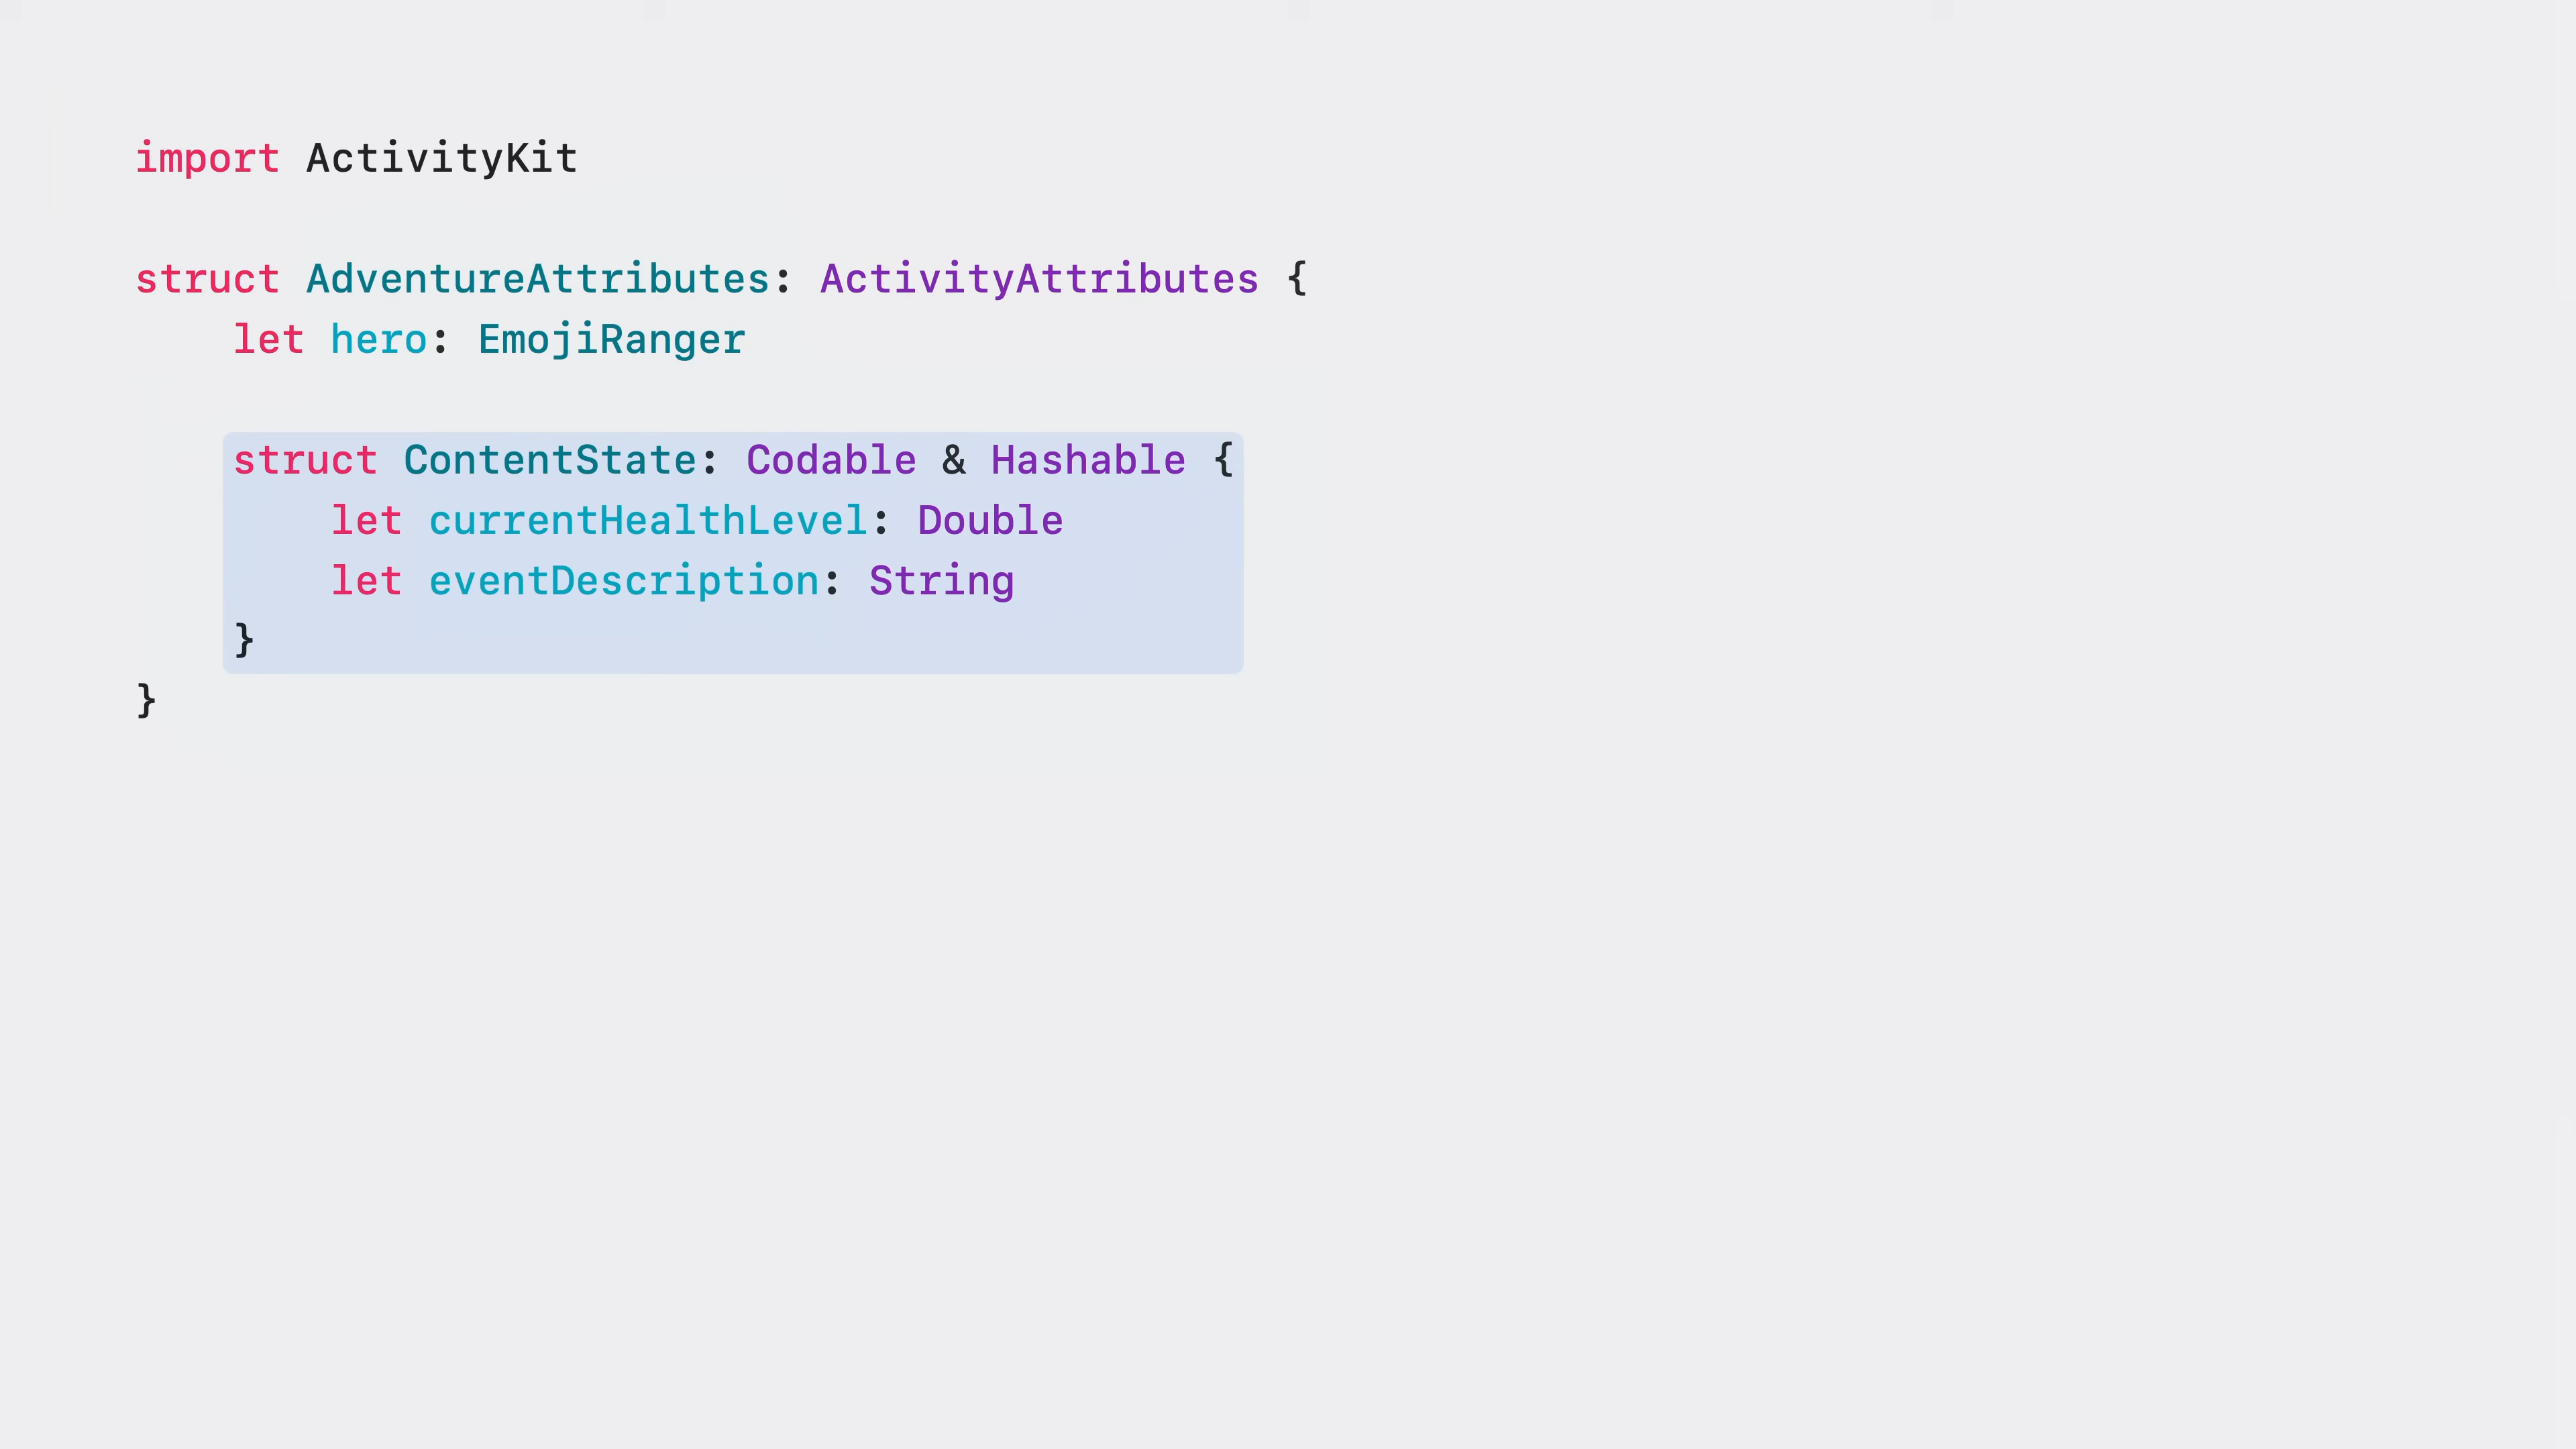 import ActivityKit
struct AdventureAttributes: ActivityAttributes {
    let hero: EmojiRanger
    struct ContentState: Codable & Hashable {
        let currentHealthLevel: Double
        let eventDescription: String
    }
}